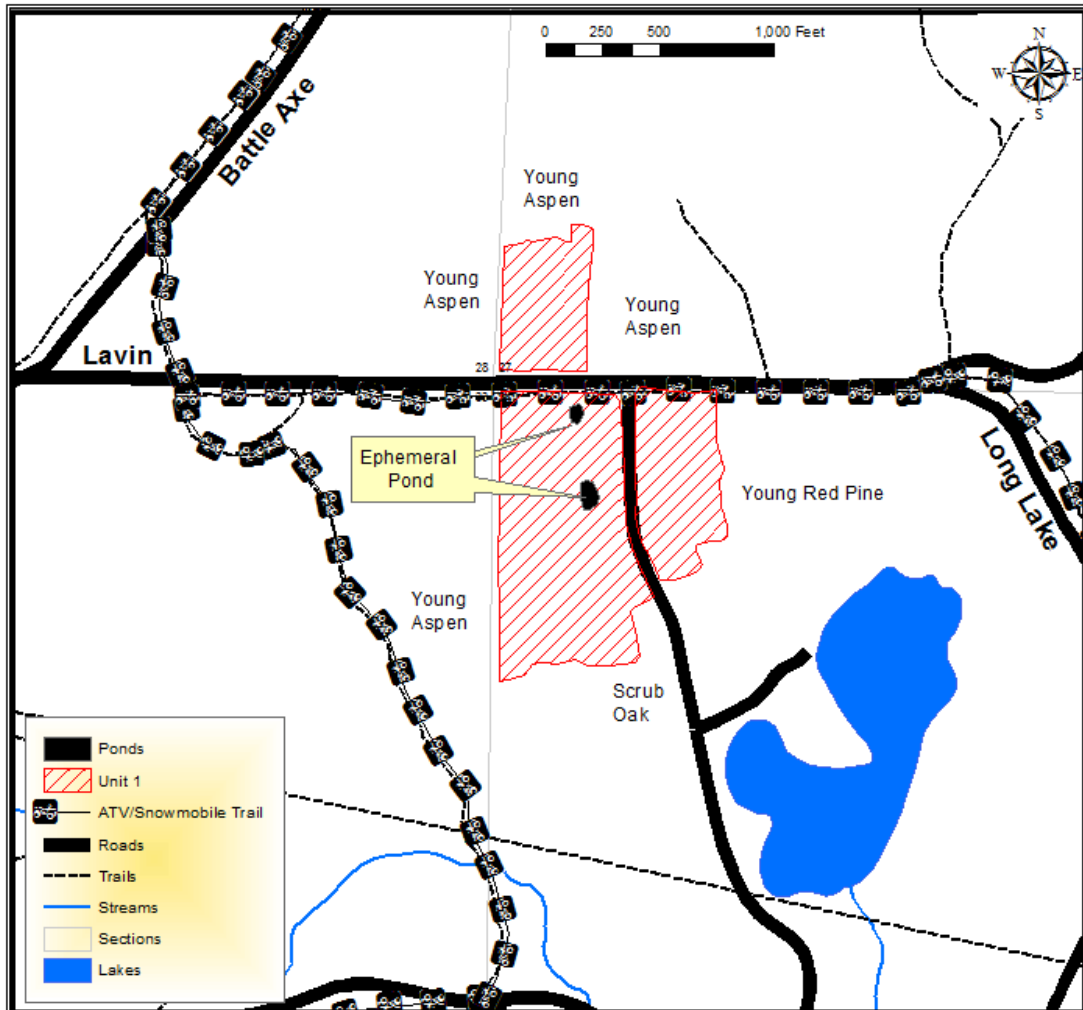 0 250 500 1,000 Feet
N
W E
S
Battle Axe
Young
Aspen
Young
Aspen
Young
Aspen
Lavin
28 27
Ephemeral
Pond
Young Red Pine
Long Lake
Young
Aspen
Scrub
Oak
Ponds
Unit 1
ATV/Snowmobile Trail
Roads
Trails
Streams
Sections
Lakes